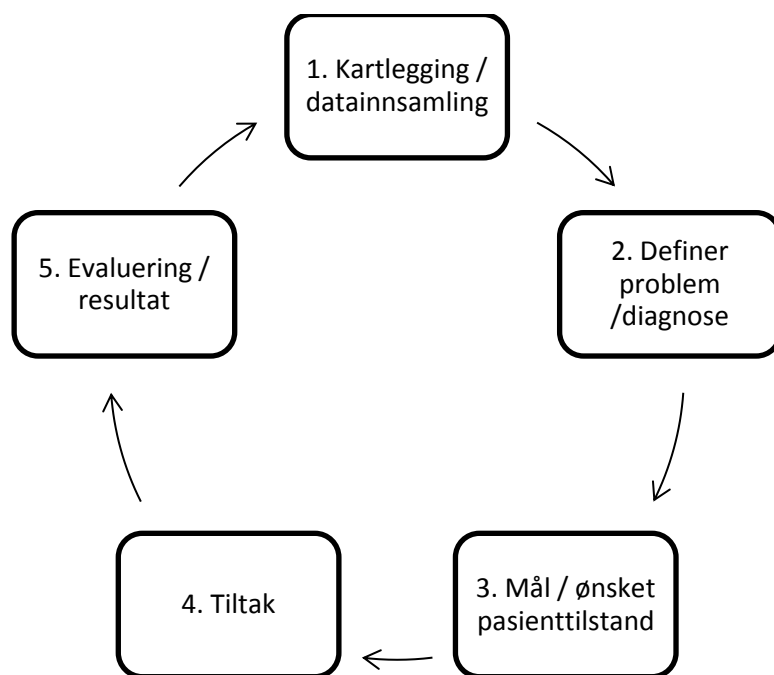 1. Kartlegging /
datainnsamling
2. Definer
problem
/diagnose
3. Mål / ønsket
pasienttilstand
4. Tiltak
5. Evaluering /
resultat